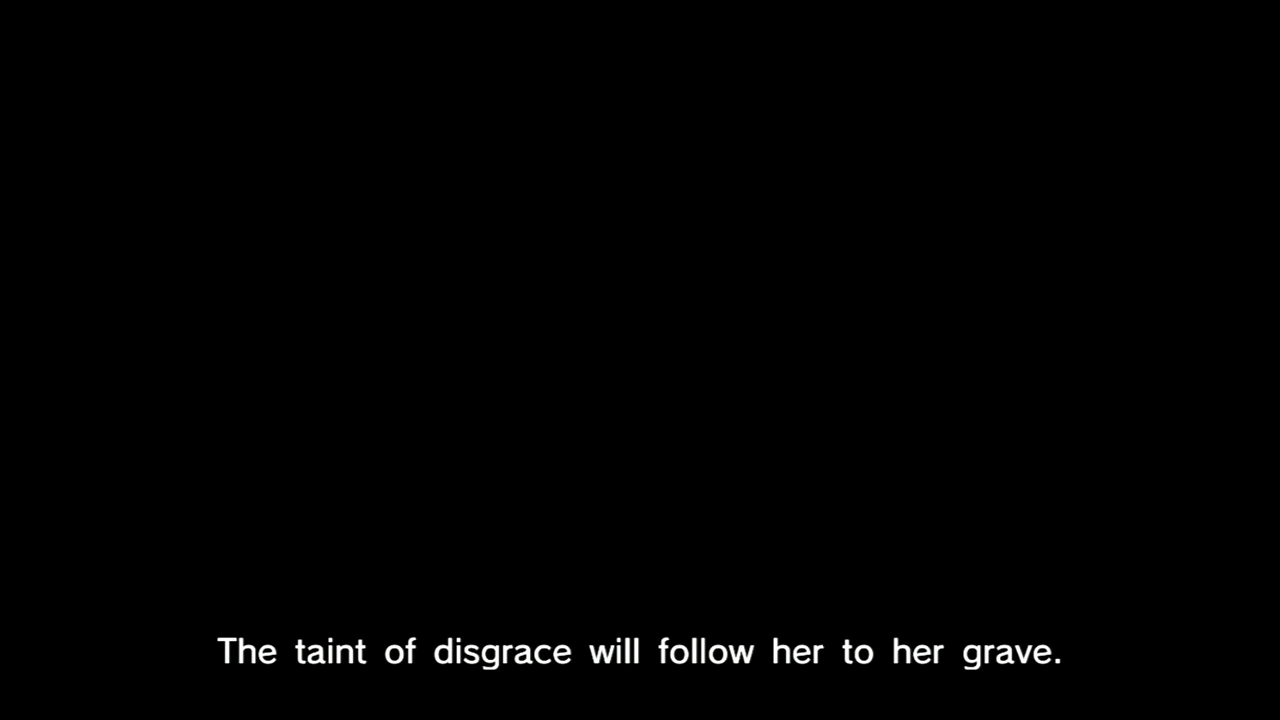 The taint of disgrace will follow her to her grave.